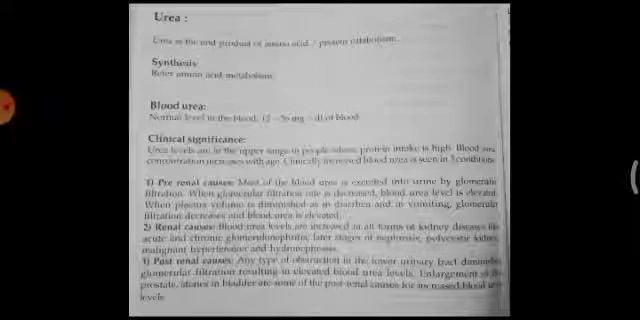 Urea :
Urea is the end product of amino acid / protein catabolism.
Synthesis:
Refer amino acid metabolism
Blood urea:
Normal level in the blood, 12 - mg dl of blood
Clinical significance:
Urea levels are in the upper range in people whose protein intake is high. Blood
concentration increases with age. Clinically increased blood urea is seen in 3 conditions
1) Pre renal causes: Most of the blood urea is excreted into urine by glomerula
filtration. When glomerular filtration rate is decreased, blood urea level is elevated
When plasma volume is diminished as in diarrhea and in vomiting, glomerula
filtration decreases and blood urea is elevated.
2) Renal causes: Blood urea levels are increased in all forms of kidney diseases
acute and chronic glomerulonephritis, later stages of nephrosis, polycystic kidney
malignant hypertension and hydronephrosis.
3) Post renal causes: Any type of obstruction in the lower urinary tract
glomerular filtration resulting in elevated blood urea levels. Enlargement of
prostate, stones in bladder are some of the post-renal causes for increased blood
levels